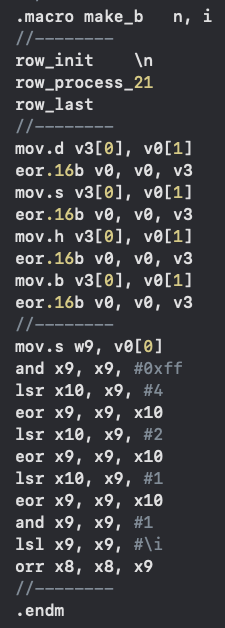 .macro make_b n, i
//--------
row_init \n
row_process_21
row_last
//--------
mov.d v3[0], v0[1]
eor.16b v0, v0, v3
mov.s v3[0], v0[1]
eor.16b v0, v0, v3
mov.h v3[0], v0[1]
eor.16b v0, v0, v3
mov.b v3[0], v0[1]
eor.16b v0, v0, v3
//--------
mov.s w9, v0[0]
and x9, x9, #0xff
lsr x10, x9, #4
eor x9, x9, x10
lsr x10, x9, #2
eor x9, x9, x10
lsr x10, x9, #1
eor x9, x9, x10
and x9, x9, #1
lsl x9, x9, #\i
orr x8, x8, x9
//--------
.endm